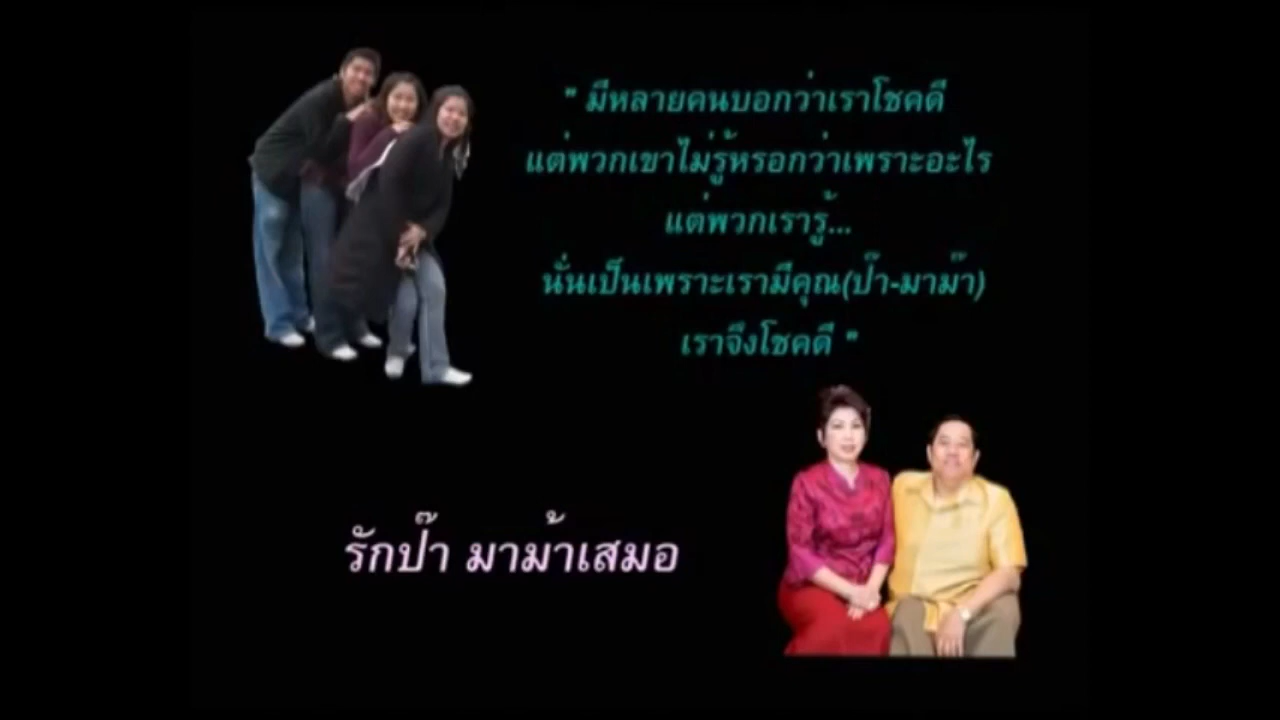 " มีหลายคนบอกว่าเราโชคดี
แต่พวกเขาไม่รู้หรอกว่าเพราะอะไร
แต่พวกเรารู้...
นั่นเป็นเพราะเรามีคุณ(ป๊า-มาม๊า)
เราจึงโชคดี "
รักป๊า มาม้าเสมอ